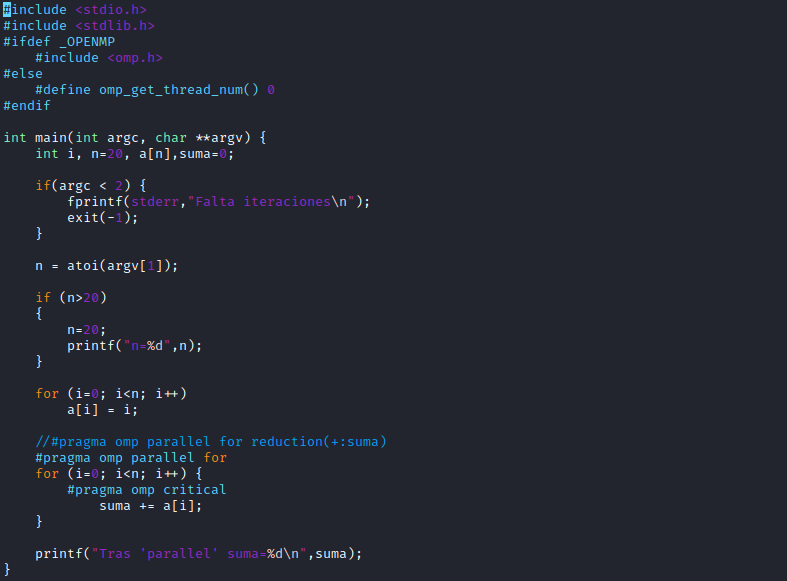 #include <stdio.h>
#include <stdlib.h>
#ifdef _OPENMP
    #include <omp.h>
#else
    #define omp_get_thread_num() 0
#endif

int main(int argc, char **argv) {
    int i, n=20, a[n],suma=0;

    if(argc < 2) {
        fprintf(stderr,"Falta iteraciones\n");
        exit(-1);
    }

    n = atoi(argv[1]);

    if (n>20)
    {
        n=20;
        printf("n=%d",n);
    }

    for (i=0; i<n; i++)
        a[i] = i;

    //#pragma omp parallel for reduction(+:suma)
    #pragma omp parallel for
    for (i=0; i<n; i++) {
        #pragma omp critical
            suma += a[i];
    }

    printf("Tras 'parallel' suma=%d\n",suma);
}